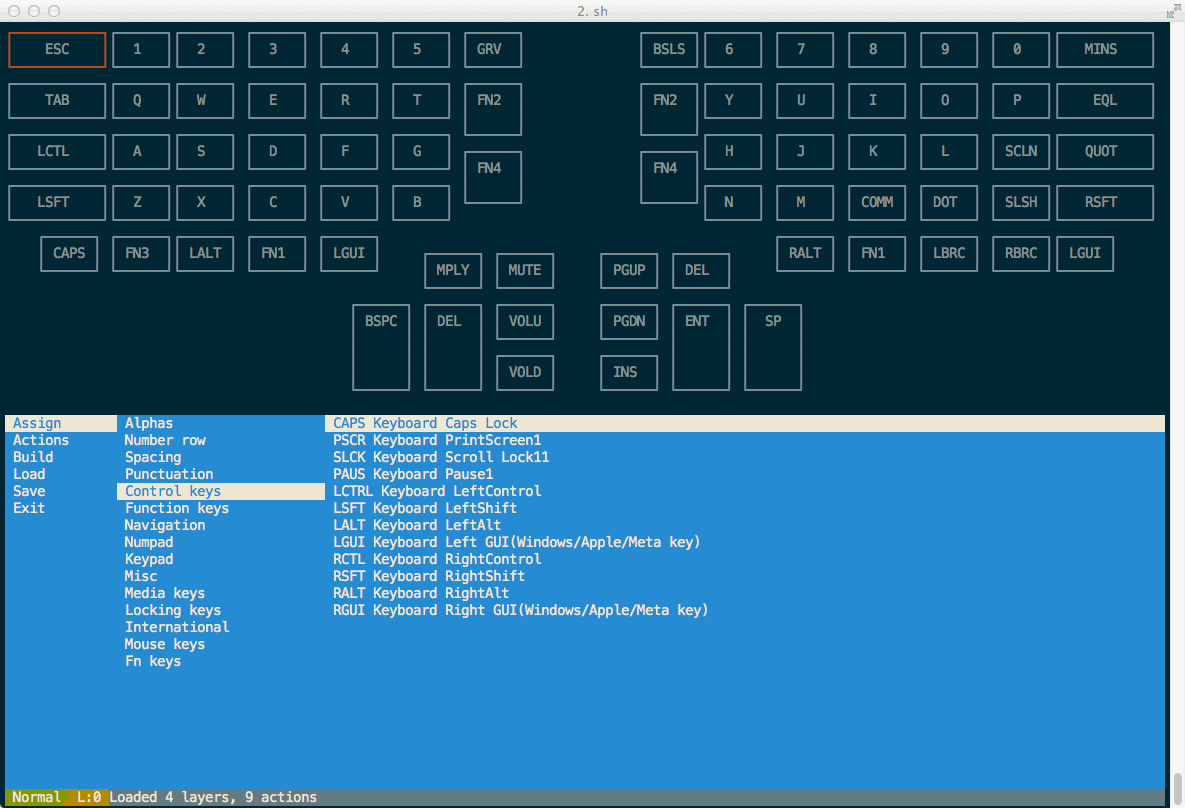 2. sh
ESC 1 2 3 4 5 GRV BSLS 6 7 8 9 0 MINS
TAB Q W E R T FN2 FN2 Y U I O P EQL
LCTL A S D F G FN4 FN4 H J K L SCLN QUOT
LSFT Z X C V B N M COMM DOT SLSH RSFT
CAPS FN3 LALT FN1 LGUI RALT FN1 LBRC RBRC LGUI
MPLY MUTE PGUP DEL
BSPC DEL VOLU PGDN ENT SP
VOLD INS
Assign Alphas CAPS Keyboard Caps Lock
Actions Number row PSCR Keyboard PrintScreen1
Build Spacing SLCK Keyboard Scroll Lock11
Load Punctuation PAUS Keyboard Pause1
Save Control keys LCTRL Keyboard LeftControl
Exit Function keys LSFT Keyboard LeftShift
Navigation LALT Keyboard LeftAlt
Numpad LGUI Keyboard Left GUI(Windows/Apple/Meta key)
Keypad RCTL Keyboard RightControl
Misc RSFT Keyboard RightShift
Media keys RALT Keyboard RightAlt
Locking keys RGUI Keyboard Right GUI(Windows/Apple/Meta key)
International
Mouse keys
Fn keys
Normal L:0 Loaded 4 layers, 9 actions